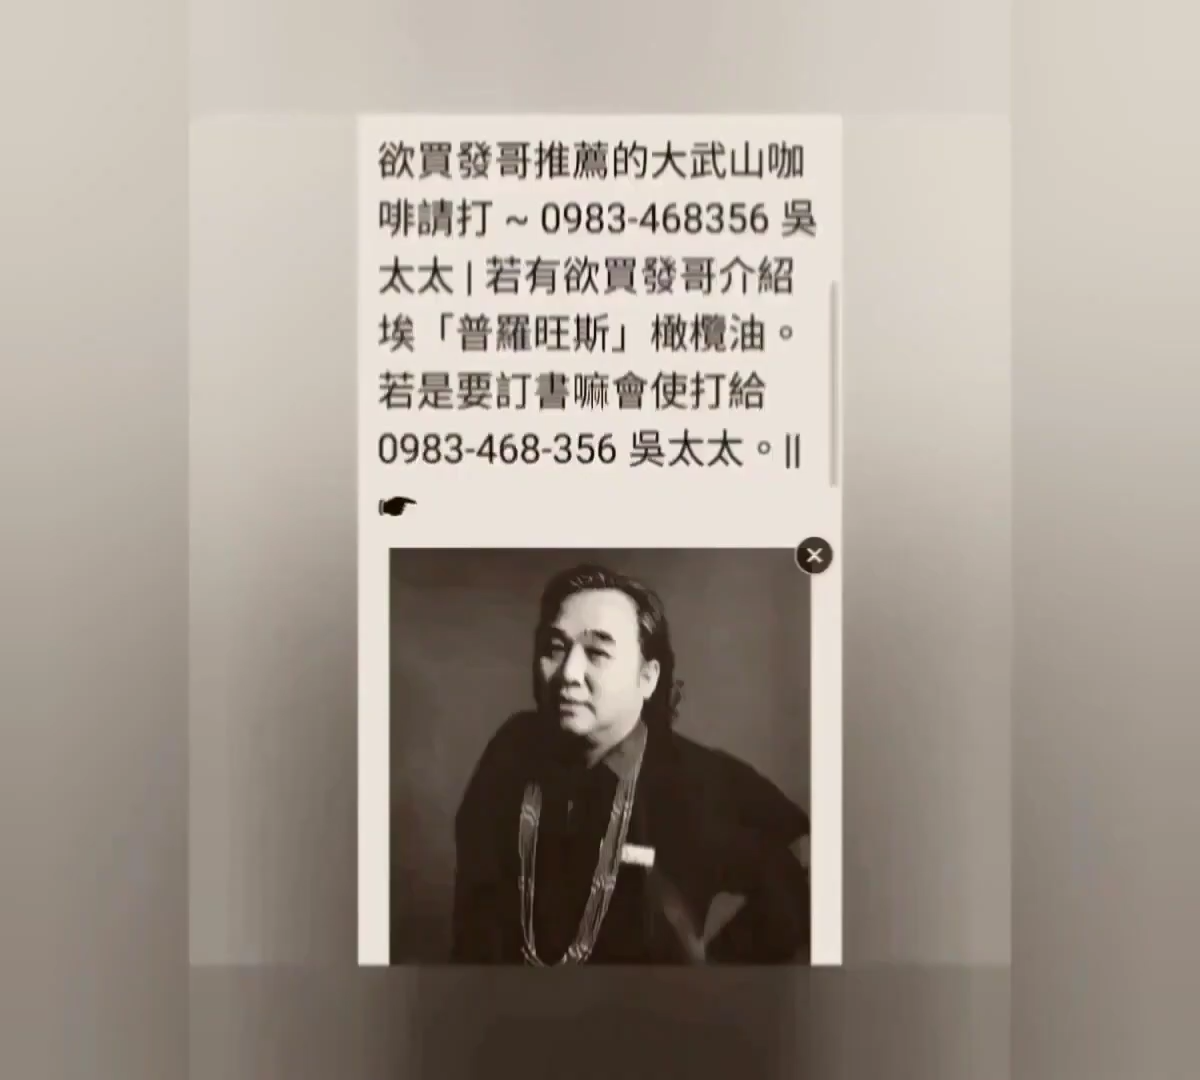 欲買發哥推薦的大武山咖
啡請打 ~ 0983-468356 吳
太太 | 若有欲買發哥介紹
埃「普羅旺斯」橄欖油。
若是要訂書嘛會使打給
0983-468-356 吳太太。||